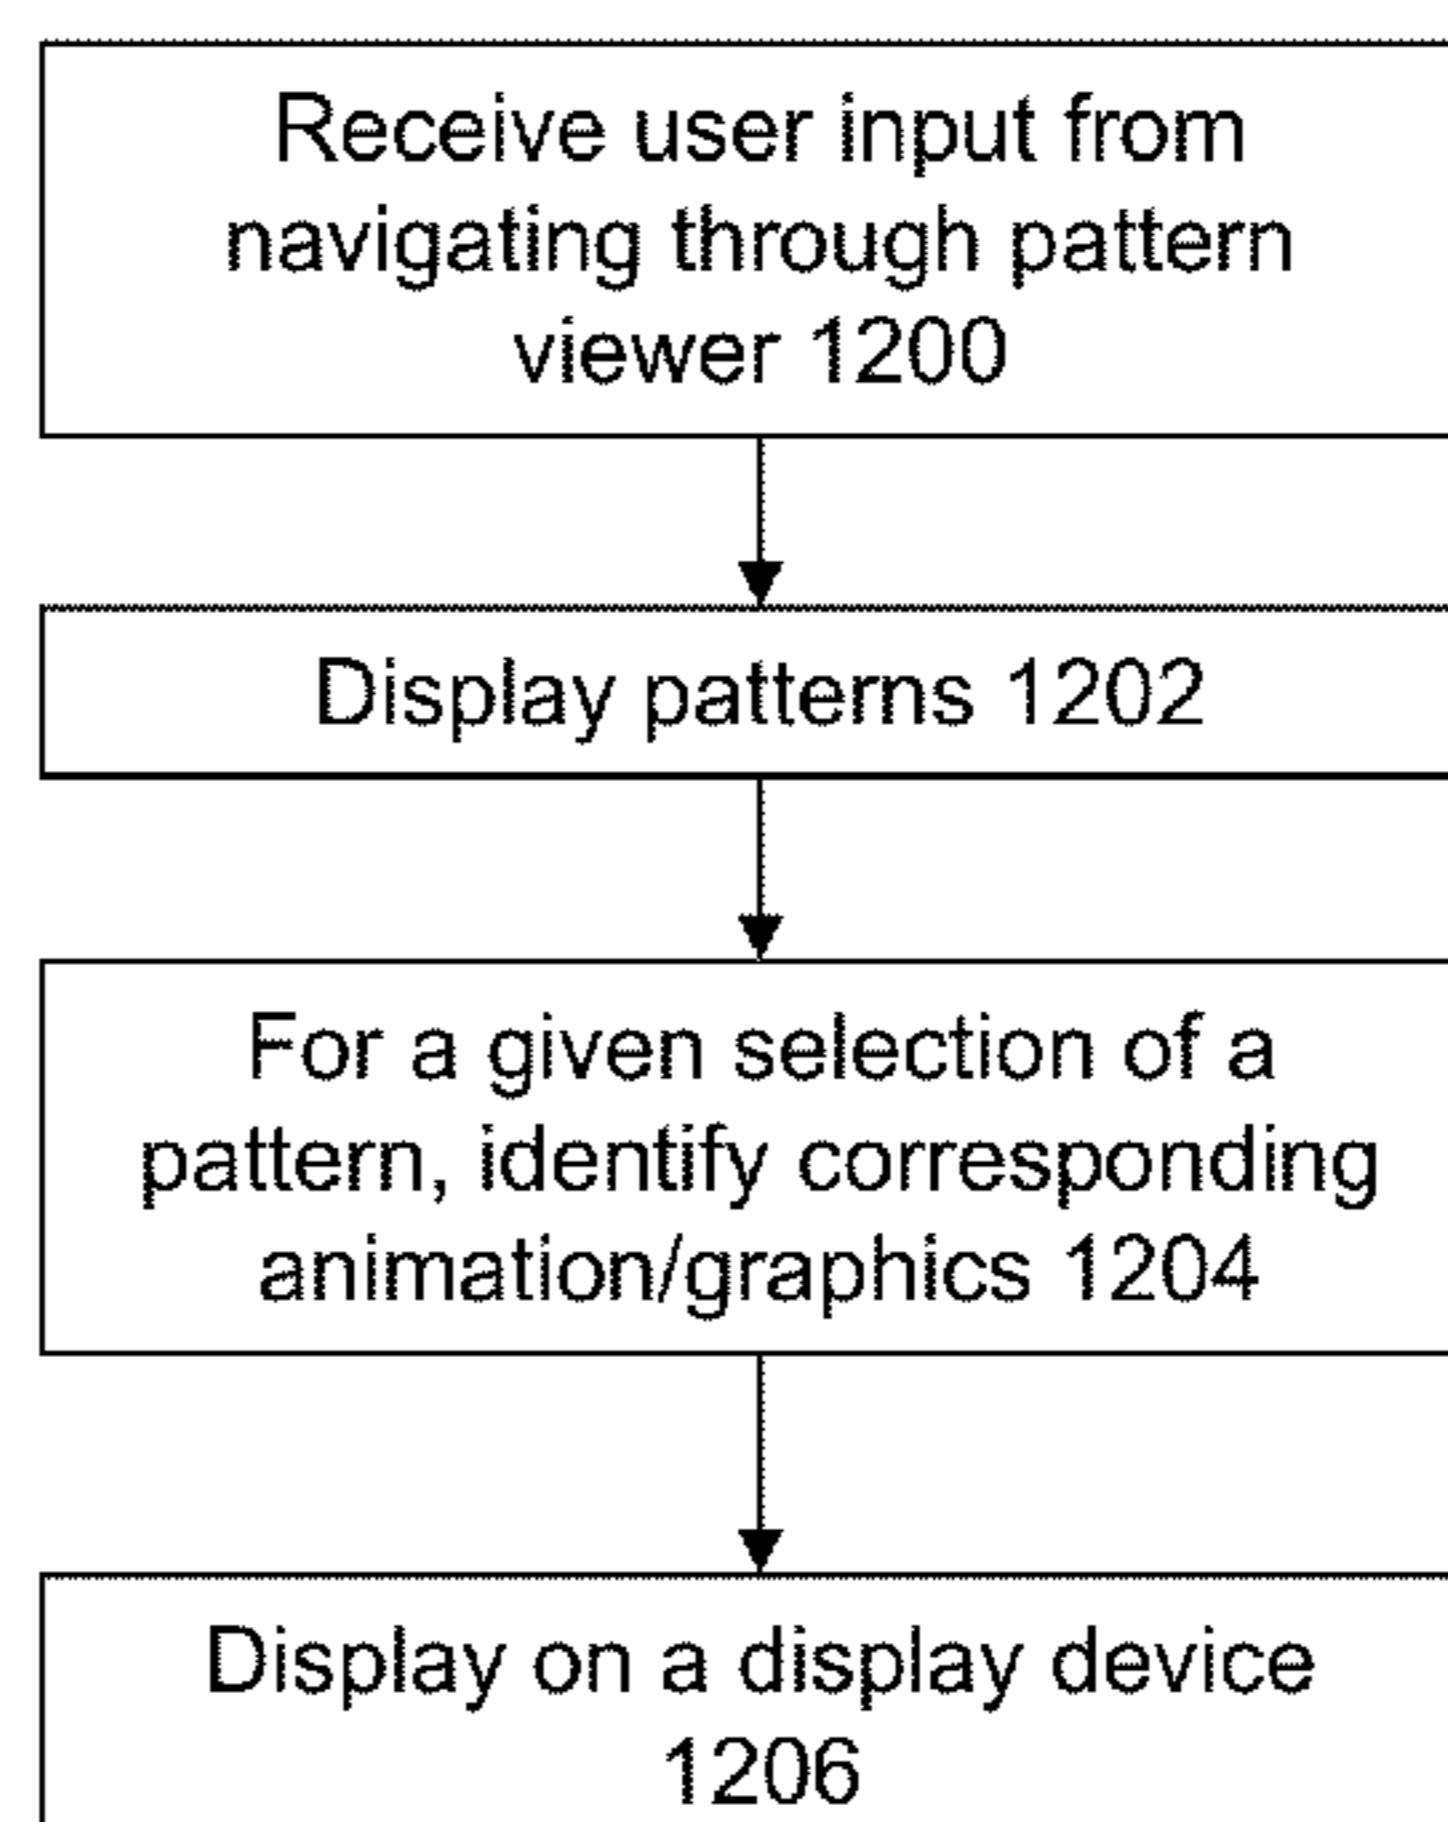 Receive user input from
navigating through pattern
viewer 1200
Display patterns 1202
For a given selection of a
pattern, identify corresponding
animation/graphics 1204
Display on a display device
1206